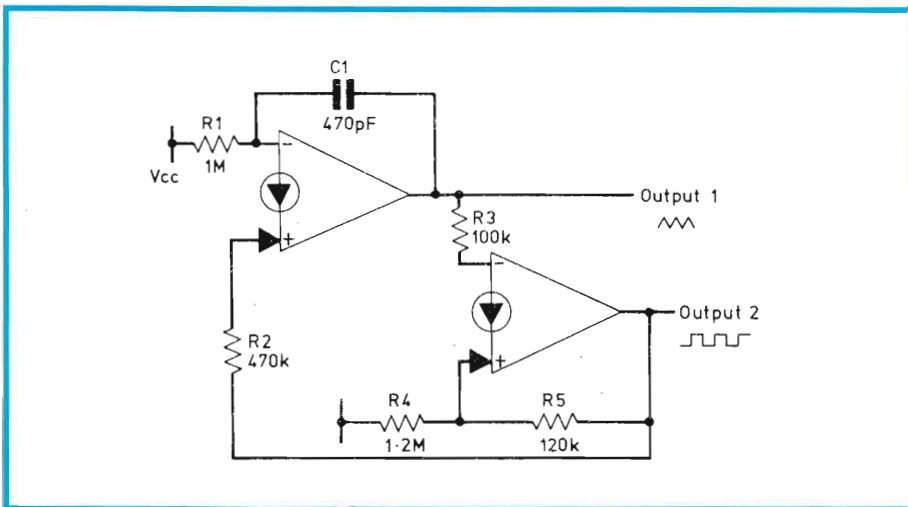 C1
470pF
R1
1M
Vcc
-
+
Output 1
R3
100k
-
+
Output 2
R2
470k
R4
1·2M
R5
120k